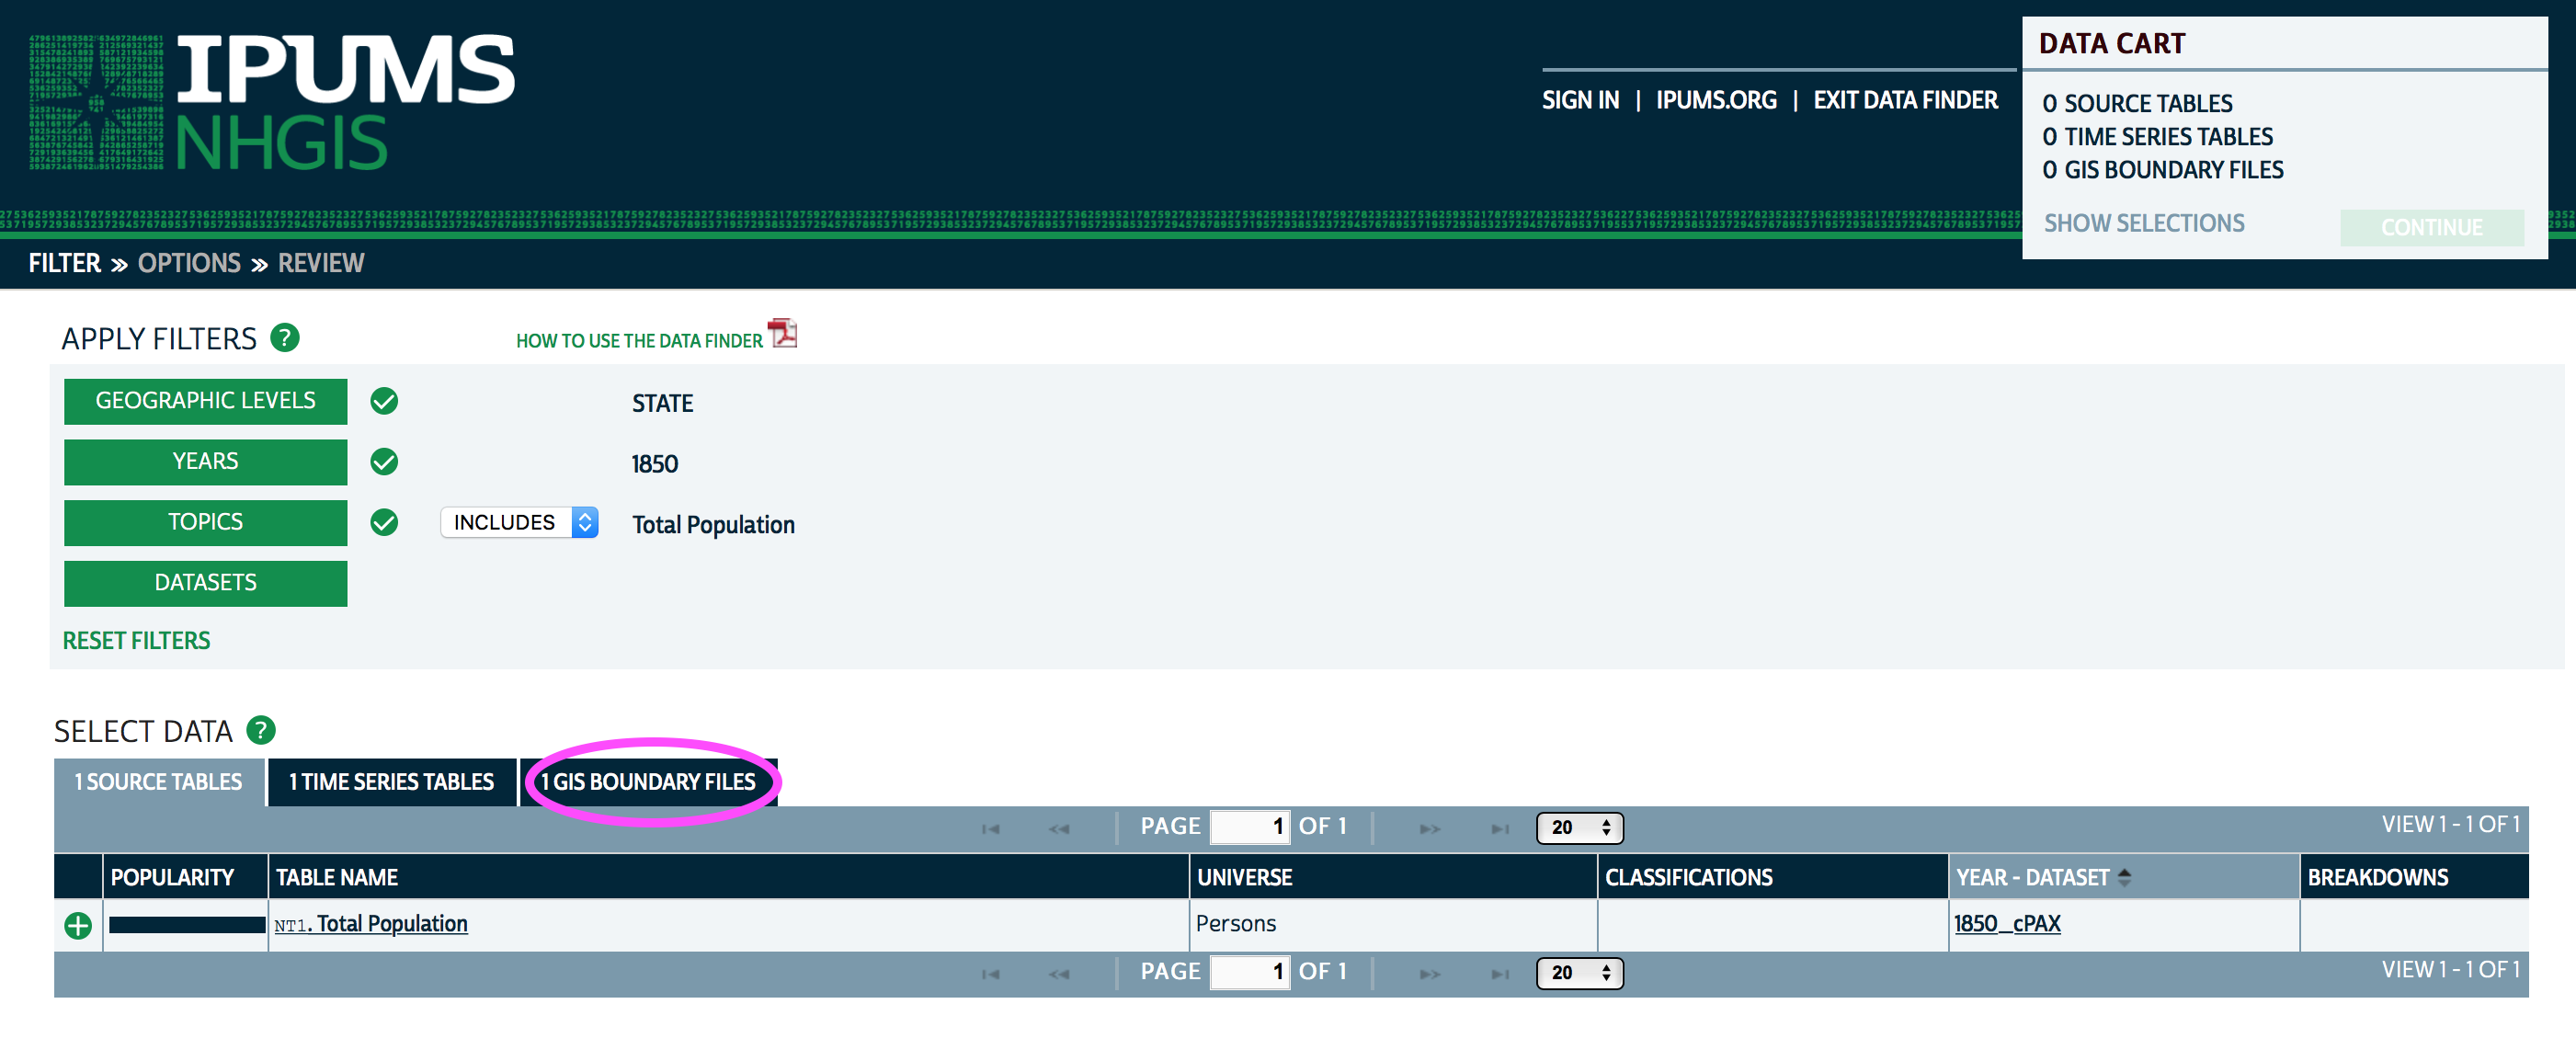 IPUMS
NHGIS
SIGN IN | IPUMS.ORG | EXIT DATA FINDER
DATA CART
0 SOURCE TABLES
0 TIME SERIES TABLES
0 GIS BOUNDARY FILES
SHOW SELECTIONS
CONTINUE
FILTER » OPTIONS » REVIEW
APPLY FILTERS ?
HOW TO USE THE DATA FINDER
GEOGRAPHIC LEVELS STATE
YEARS 1850
TOPICS INCLUDES Total Population
DATASETS
RESET FILTERS
SELECT DATA ?
1 SOURCE TABLES 1 TIME SERIES TABLES 1 GIS BOUNDARY FILES
PAGE 1 OF 1 20 VIEW 1 - 1 OF 1
POPULARITY TABLE NAME UNIVERSE CLASSIFICATIONS YEAR - DATASET BREAKDOWNS
NT1. Total Population Persons 1850_cPAX
PAGE 1 OF 1 20 VIEW 1 - 1 OF 1